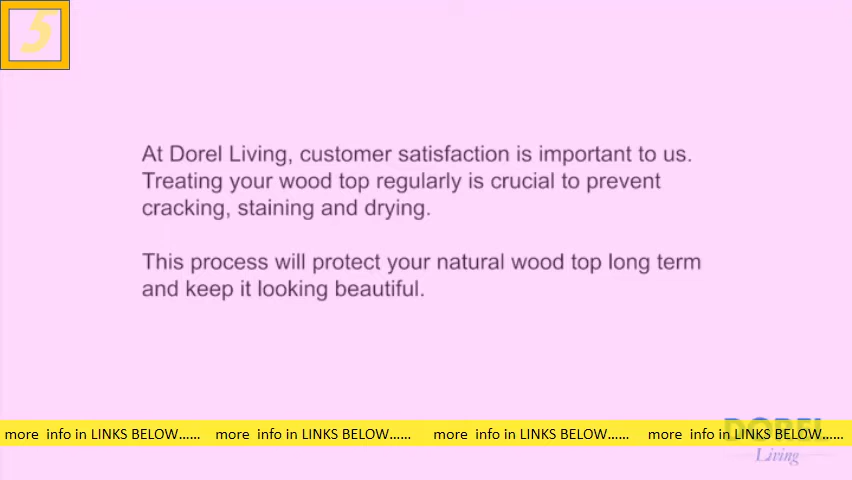 5
At Dorel Living, customer satisfaction is important to us.
Treating your wood top regularly is crucial to prevent
cracking, staining and drying.
This process will protect your natural wood top long term
and keep it looking beautiful.
more info in LINKS BELOW...... more info in LINKS BELOW...... more info in LINKS BELOW...... more info in LINKS BELOW......
DOREL
Living